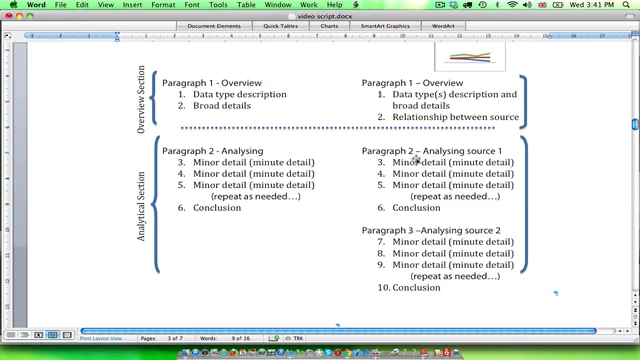 Word File Edit View Insert Format Font Tools Table Window Work Help
Wed 3:41 PM
video script.docx
Document Elements Quick Tables Charts SmartArt Graphics WordArt
Overview Section
Paragraph 1 - Overview
1. Data type description
2. Broad details
Paragraph 1 – Overview
1. Data type(s) description and
broad details
2. Relationship between source
Analytical Section
Paragraph 2 - Analysing
3. Minor detail (minute detail)
4. Minor detail (minute detail)
5. Minor detail (minute detail)
(repeat as needed…)
6. Conclusion
Paragraph 2 – Analysing source 1
3. Minor detail (minute detail)
4. Minor detail (minute detail)
5. Minor detail (minute detail)
(repeat as needed…)
6. Conclusion
Paragraph 3 –Analysing source 2
7. Minor detail (minute detail)
8. Minor detail (minute detail)
9. Minor detail (minute detail)
(repeat as needed…)
10. Conclusion
Print Layout View Pages: 3 of 7 Words: 9 of 16 TRK